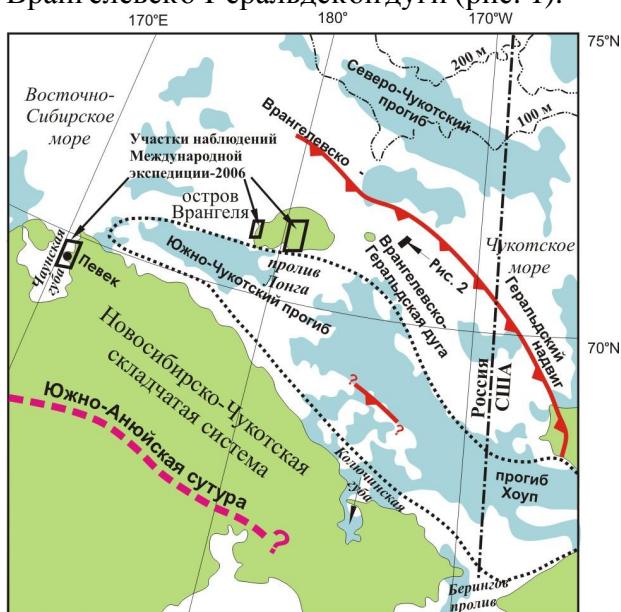 Врангелевско-Геральдской дуги (рис. 1).
170°E
180°
170°W
75°N
Восточно-
Сибирское
море
Северо-Чукотский
прогиб
200 м
100 м
Врангелевско -
Участки наблюдений
Международной
экспедиции-2006
остров
Врангеля
Чаунская
губа
Певек
пролив
Лонга
Южно-Чукотский прогиб
Врангелевско-
Геральдская дуга
Рис. 2
Чукотское
море
Геральдский
надвиг
70°N
Россия
США
Новосибирско-Чукотская
складчатая система
Южно-Анюйская сутура
?
?
?
Колючинская
губа
прогиб
Хоуп
Берингов
пролив